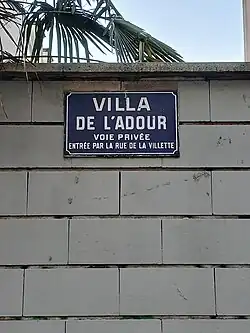 VILLA
DE L'ADOUR
VOIE PRIVÉE
ENTRÉE PAR LA RUE DE LA VILLETTE